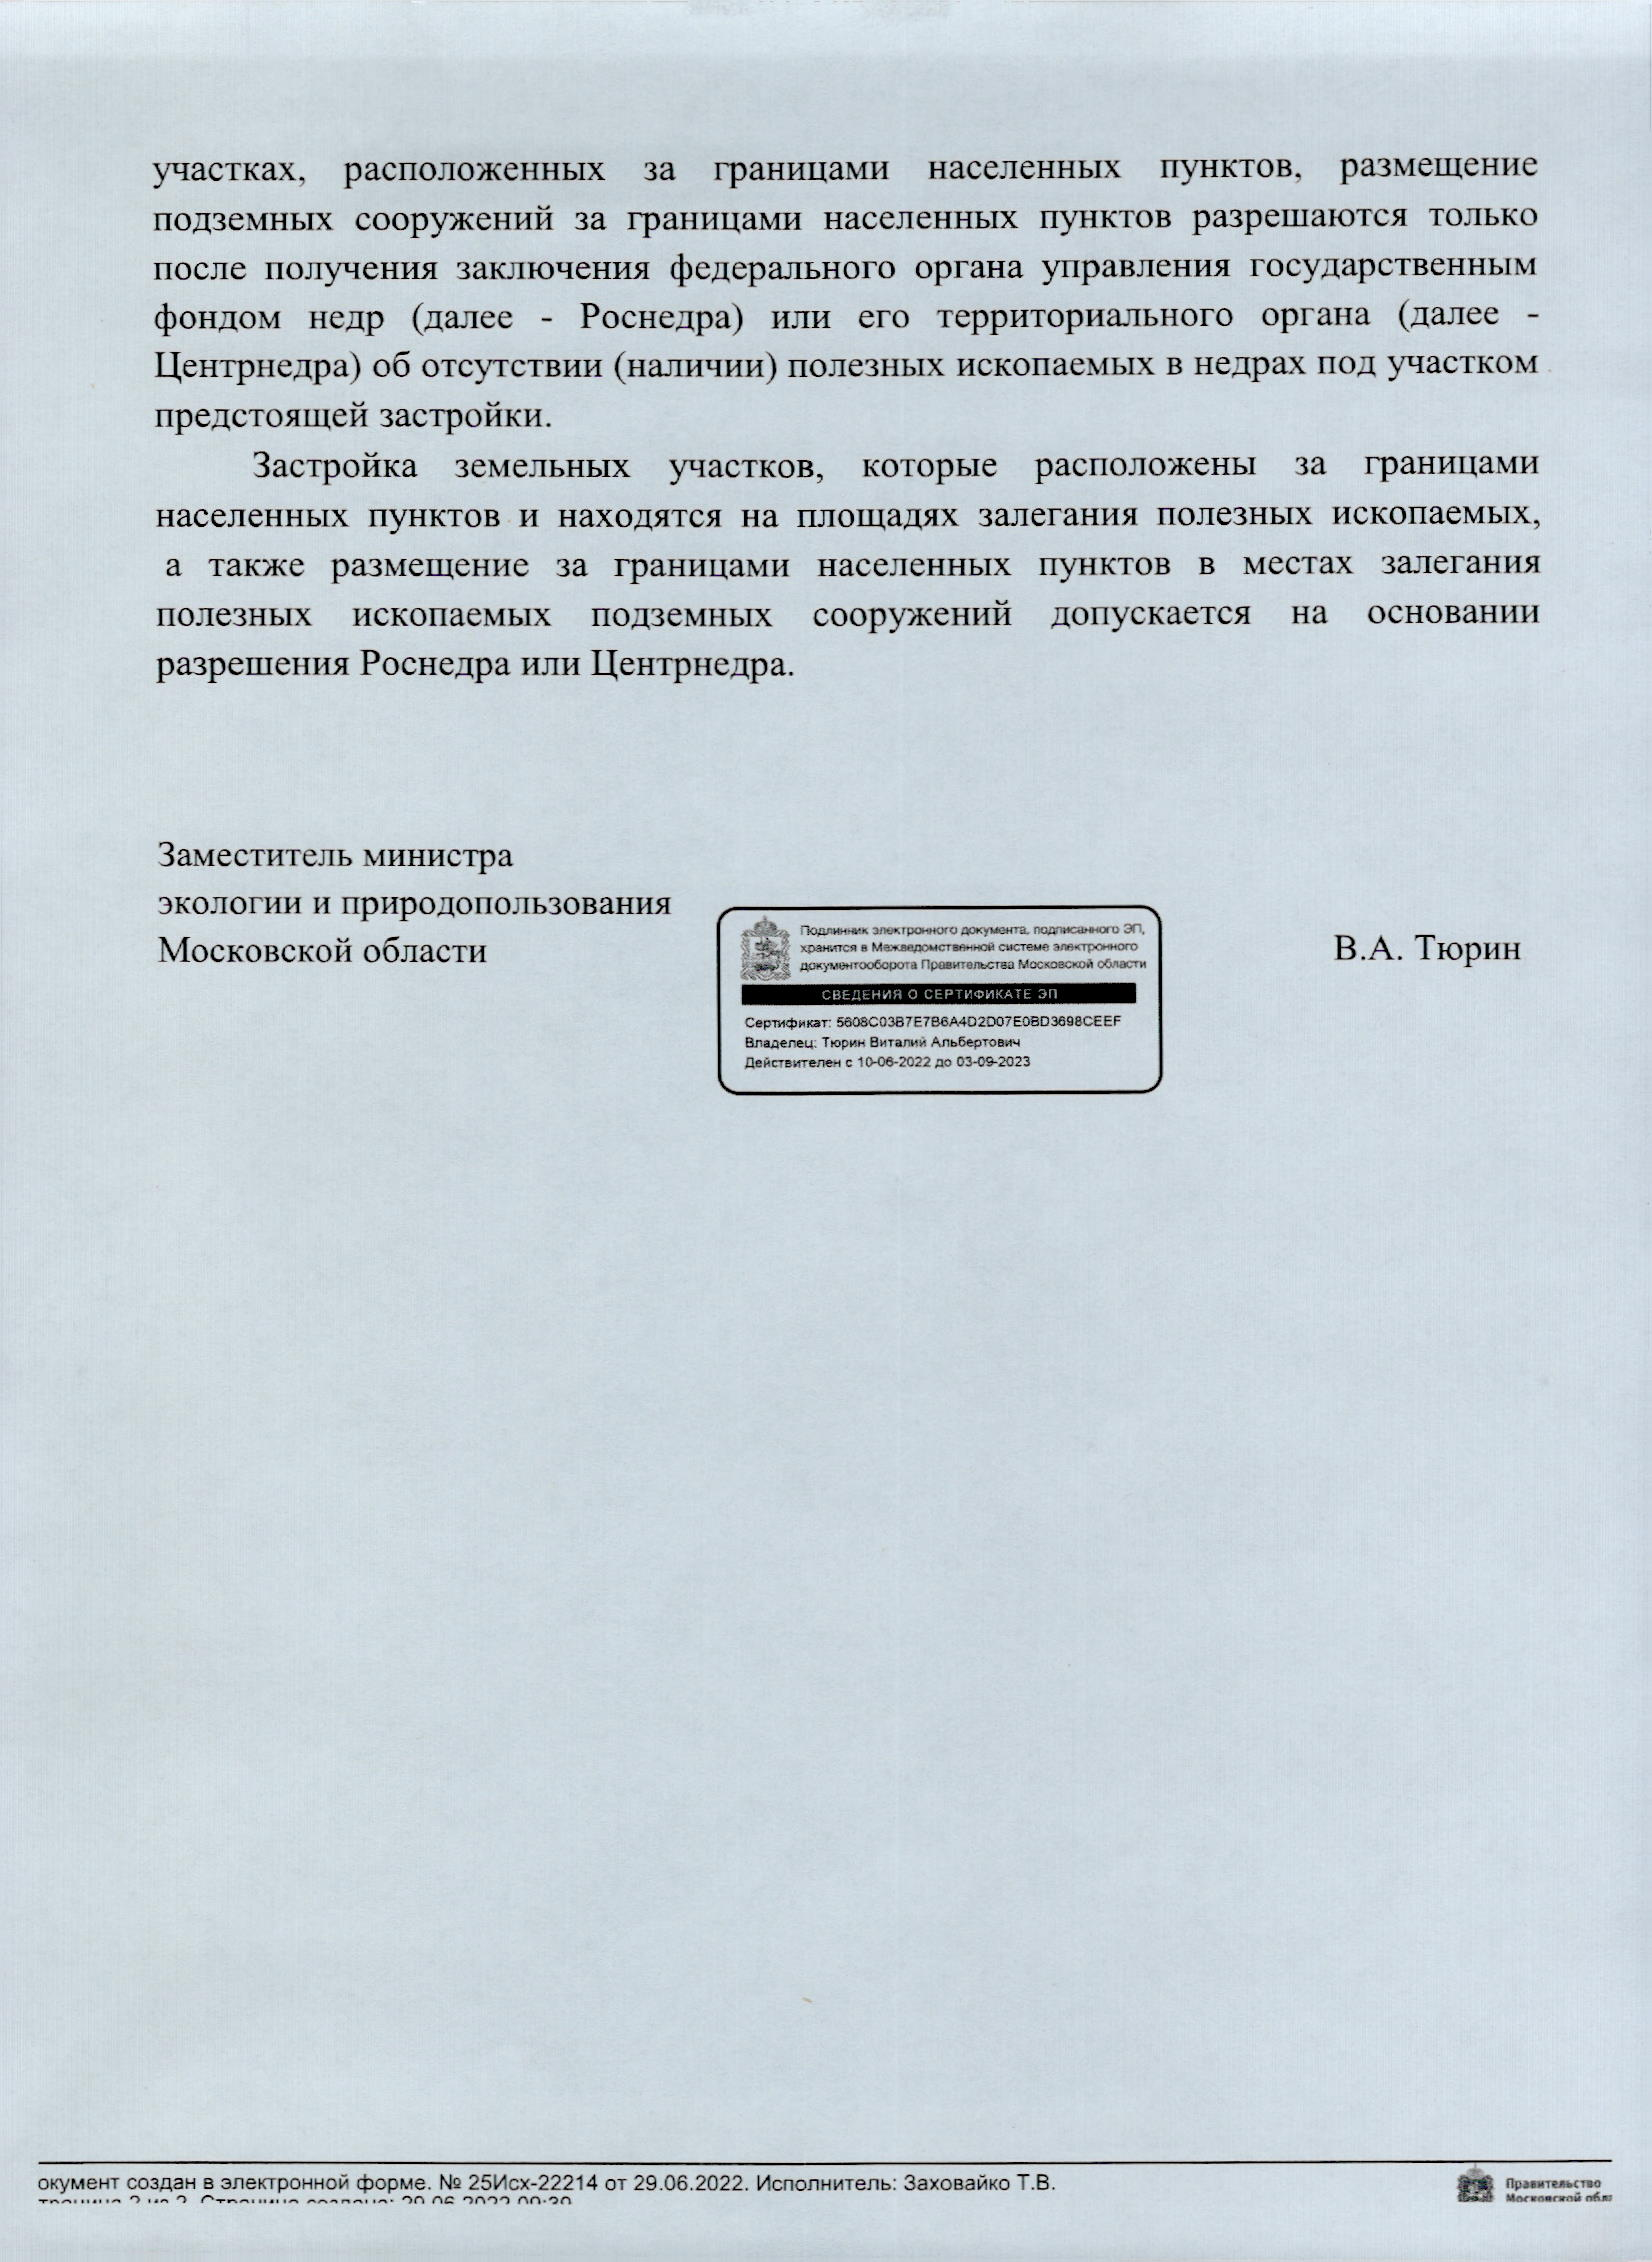 участках, расположенных за границами населенных пунктов, размещение
подземных сооружений за границами населенных пунктов разрешаются только
после получения заключения федерального органа управления государственным
фондом недр (далее - Роснедра) или его территориального органа (далее -
Центрнедра) об отсутствии (наличии) полезных ископаемых в недрах под участком
предстоящей застройки.
Застройка земельных участков, которые расположены за границами
населенных пунктов и находятся на площадях залегания полезных ископаемых,
а также размещение за границами населенных пунктов в местах залегания
полезных ископаемых подземных сооружений допускается на основании
разрешения Роснедра или Центрнедра.
Заместитель министра
экологии и природопользования
Московской области
Подлинник электронного документа, подписанного ЭП,
хранится в Межведомственной системе электронного
документооборота Правительства Московской области
СВЕДЕНИЯ О СЕРТИФИКАТЕ ЭП
Сертификат: 5608C03B7E7B6A4D2D07E0BD3698CEEF
Владелец: Тюрин Виталий Альбертович
Действителен с 10-06-2022 до 03-09-2023
В.А. Тюрин
окумент создан в электронной форме. № 25Исх-22214 от 29.06.2022. Исполнитель: Заховайко Т.В.
Правительство
Московской обл